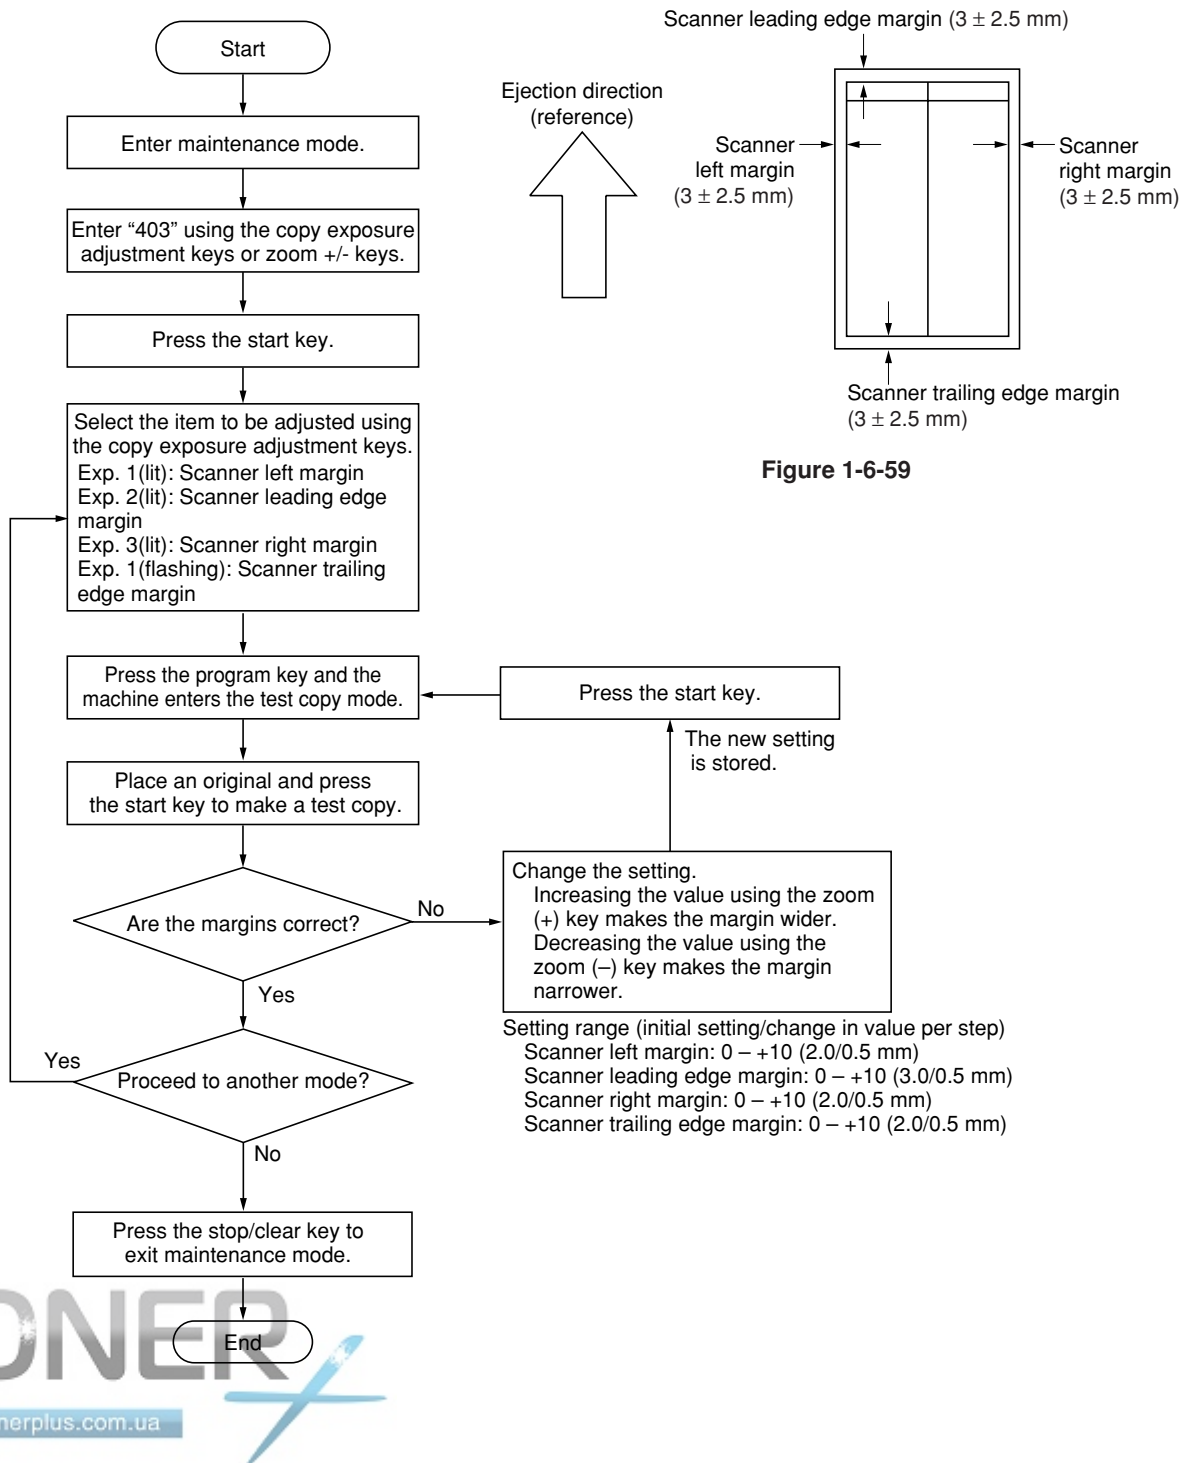 Start
Enter maintenance mode.
Enter “403” using the copy exposure
adjustment keys or zoom +/- keys.
Press the start key.
Select the item to be adjusted using
the copy exposure adjustment keys.
Exp. 1(lit): Scanner left margin
Exp. 2(lit): Scanner leading edge
margin
Exp. 3(lit): Scanner right margin
Exp. 1(flashing): Scanner trailing
edge margin
Press the program key and the
machine enters the test copy mode.
Place an original and press
the start key to make a test copy.
Are the margins correct?
No
Yes
Proceed to another mode?
Yes
No
Press the stop/clear key to
exit maintenance mode.
End
Press the start key.
The new setting
is stored.
Change the setting.
Increasing the value using the zoom
(+) key makes the margin wider.
Decreasing the value using the
zoom (–) key makes the margin
narrower.
Setting range (initial setting/change in value per step)
Scanner left margin: 0 – +10 (2.0/0.5 mm)
Scanner leading edge margin: 0 – +10 (3.0/0.5 mm)
Scanner right margin: 0 – +10 (2.0/0.5 mm)
Scanner trailing edge margin: 0 – +10 (2.0/0.5 mm)
Scanner leading edge margin (3 ± 2.5 mm)
Ejection direction
(reference)
Scanner
left margin
(3 ± 2.5 mm)
Scanner
right margin
(3 ± 2.5 mm)
Scanner trailing edge margin
(3 ± 2.5 mm)
Figure 1-6-59
ONER
nerplus.com.ua